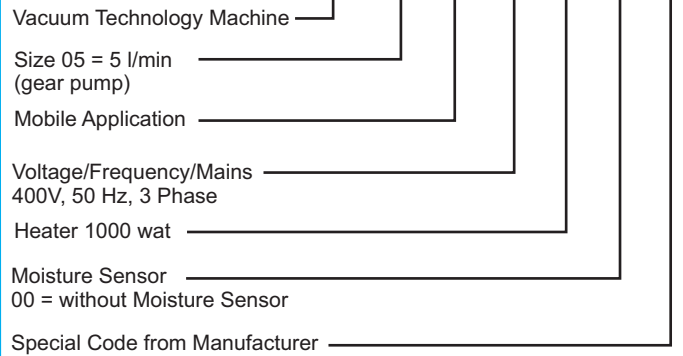 Vacuum Technology Machine
Size 05 = 5 l/min
(gear pump)
Mobile Application
Voltage/Frequency/Mains
400V, 50 Hz, 3 Phase
Heater 1000 wat
Moisture Sensor
00 = without Moisture Sensor
Special Code from Manufacturer